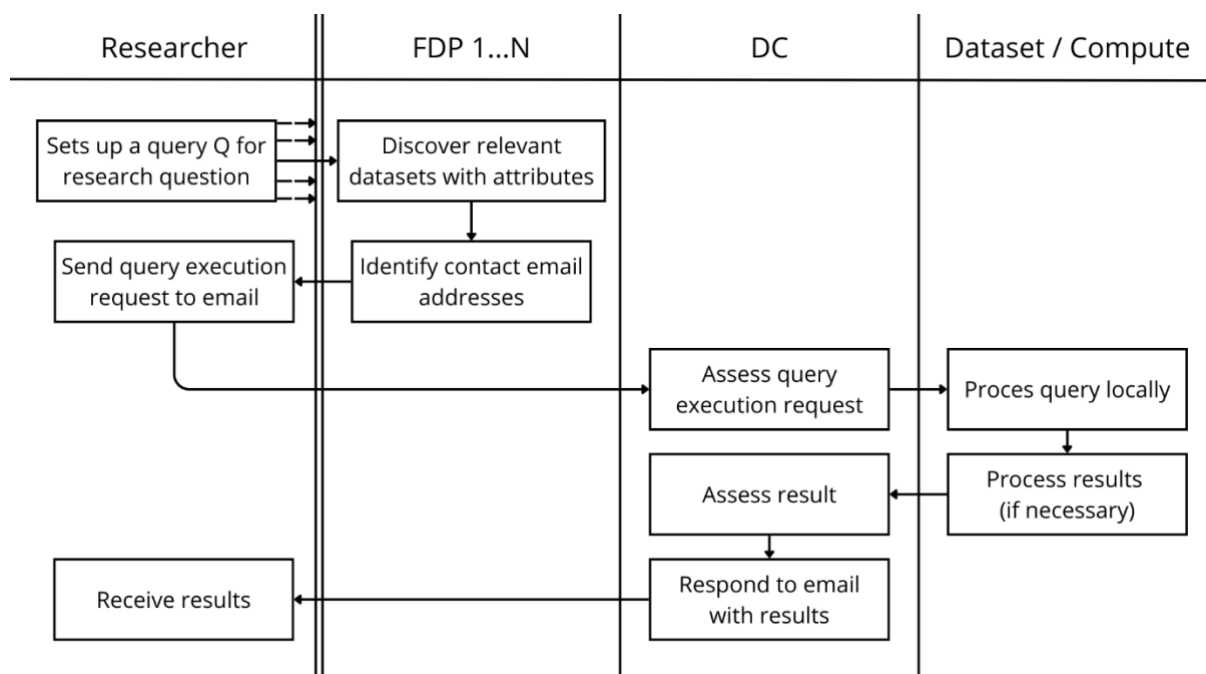 Researcher
FDP 1...N
DC
Dataset / Compute
Sets up a query Q for
research question
Discover relevant
datasets with attributes
Send query execution
request to email
Identify contact email
addresses
Assess query
execution request
Proces query locally
Assess result
Process results
(if necessary)
Receive results
Respond to email
with results